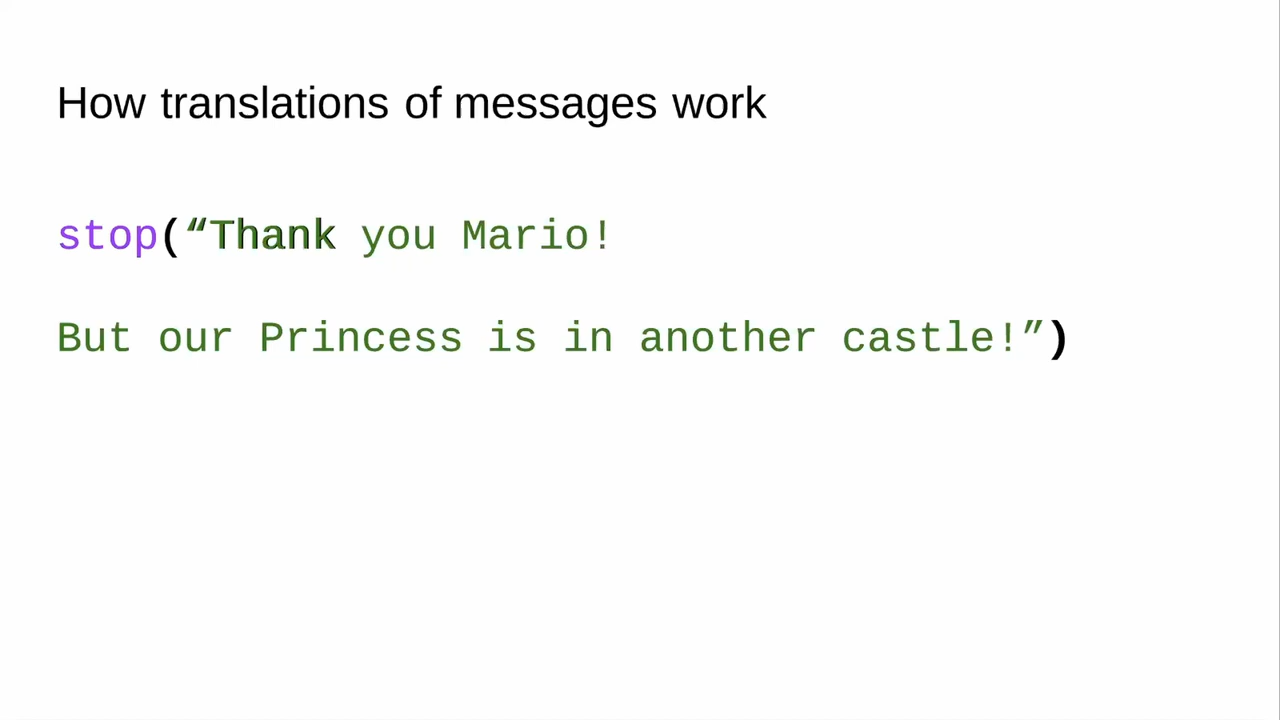 How translations of messages work
stop(“Thank you Mario!
But our Princess is in another castle!”)